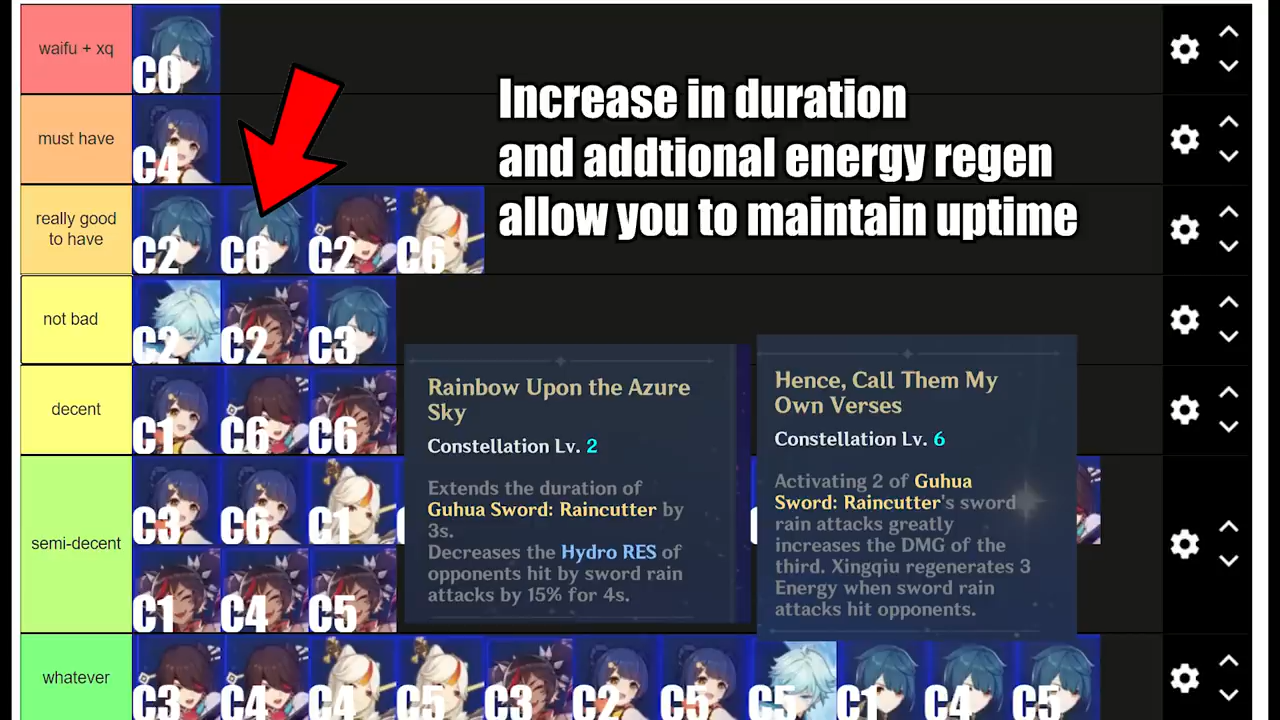 waifu + xq
C0
Increase in duration
and addtional energy regen
allow you to maintain uptime
must have
C4
really good
to have
C2 C6 C2 C6
not bad
C2 C2 C3
decent
C1 C6 C6
Rainbow Upon the Azure
Sky
Constellation Lv. 2
Extends the duration of
Guhua Sword: Raincutter by
3s.
Decreases the Hydro RES of
opponents hit by sword rain
attacks by 15% for 4s.
Hence, Call Them My
Own Verses
Constellation Lv. 6
Activating 2 of Guhua
Sword: Raincutter's sword
rain attacks greatly
increases the DMG of the
third. Xingqiu regenerates 3
Energy when sword rain
attacks hit opponents.
semi-decent
C3 C6 C1
C1 C4 C5
whatever
C3 C4 C4 C5 C3 C2 C5 C5 C1 C4 C5